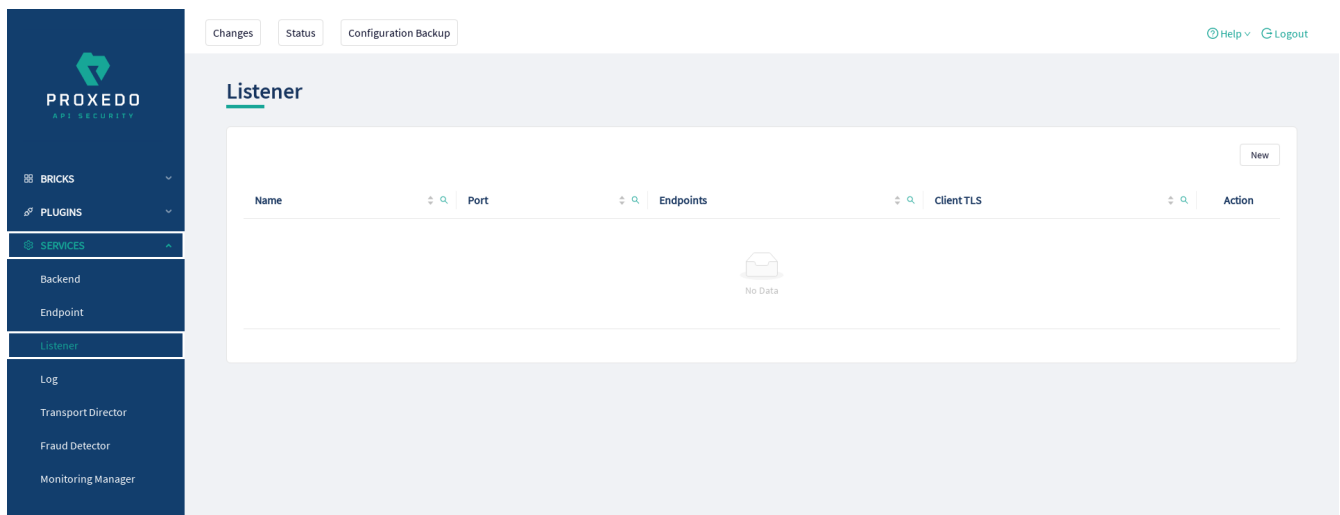 Changes Status Configuration Backup Help Logout
PROXEDO
API SECURITY
BRICKS
PLUGINS
SERVICES
Backend
Endpoint
Listener
Log
Transport Director
Fraud Detector
Monitoring Manager
Listener
New
Name Port Endpoints Client TLS Action
No Data